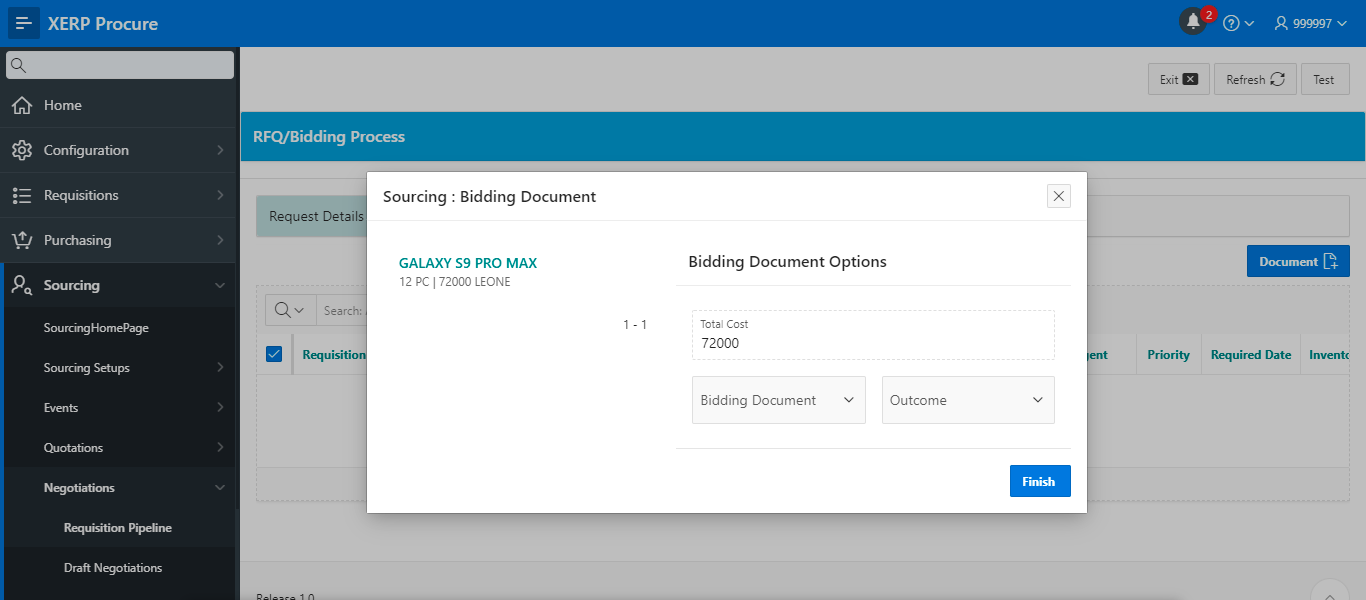 XERP Procure
2
999997
Home
Configuration
Requisitions
Purchasing
Sourcing
SourcingHomePage
Sourcing Setups
Events
Quotations
Negotiations
Requisition Pipeline
Draft Negotiations
Exit
Refresh
Test
RFQ/Bidding Process
Request Details
Document
Search:
Requisition
Priority
Required Date
Release 1.0
Sourcing : Bidding Document
GALAXY S9 PRO MAX
12 PC | 72000 LEONE
1 - 1
Bidding Document Options
Total Cost
72000
Bidding Document
Outcome
Finish